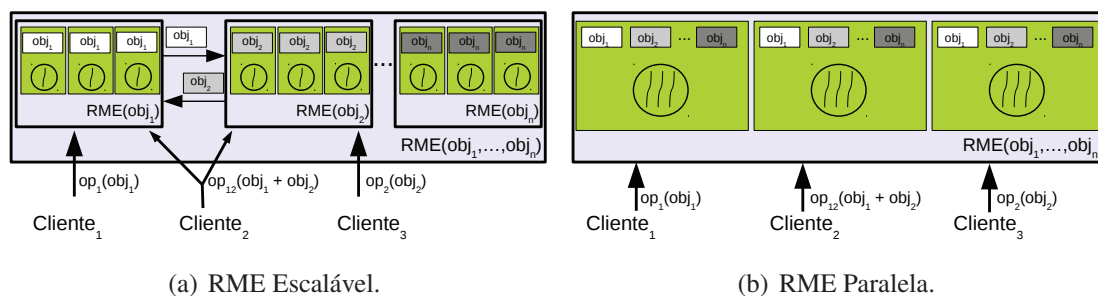 obj₁ obj₁ obj₁ obj₁ obj₂ obj₂ obj₂ objₙ objₙ objₙ
...
obj₂
RME(obj₁) RME(obj₂) RME(objₙ)
RME(obj₁,...,objₙ)
op₁(obj₁) op₁₂(obj₁ + obj₂) op₂(obj₂)
Cliente₁ Cliente₂ Cliente₃
(a) RME Escalável.
obj₁ obj₂ ... objₙ obj₁ obj₂ ... objₙ obj₁ obj₂ ... objₙ
RME(obj₁,...,objₙ)
op₁(obj₁) op₁₂(obj₁ + obj₂) op₂(obj₂)
Cliente₁ Cliente₂ Cliente₃
(b) RME Paralela.